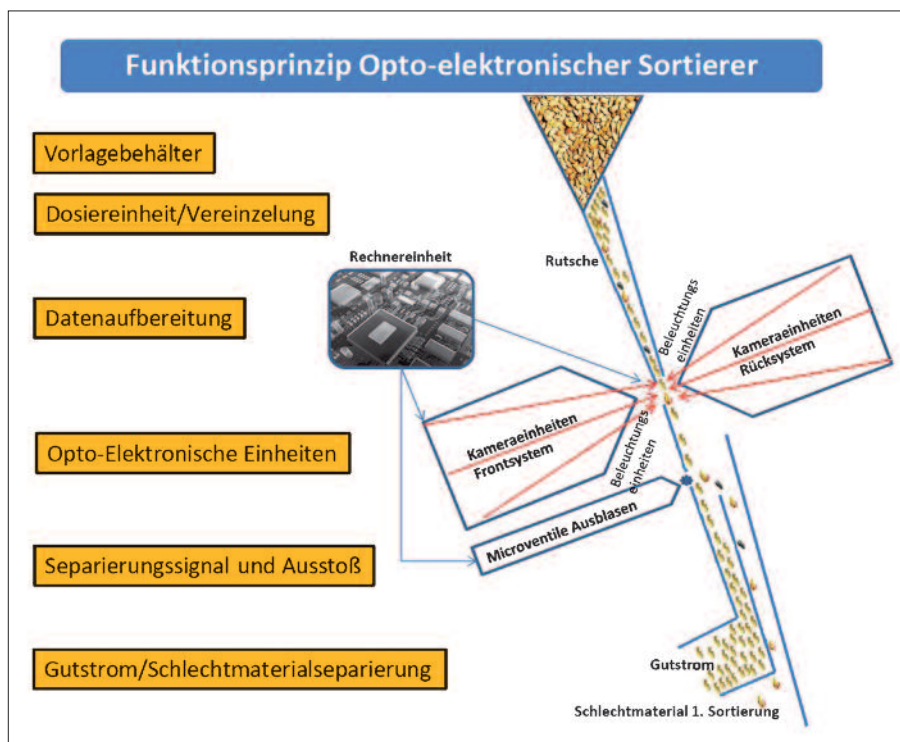 Funktionsprinzip Opto-elektronischer Sortierer
Vorlagebehälter
Dosiereinheit/Vereinzelung
Rechnereinheit
Rutsche
Datenaufbereitung
Beleuchtungs
einheiten
Kameraeinheiten
Rücksystem
Opto-Elektronische Einheiten
Kameraeinheiten
Frontsystem
Beleuchtungs
einheiten
Microventile Ausblasen
Separierungssignal und Ausstoß
Gutstrom/Schlechtmaterialseparierung
Gutstrom
Schlechtmaterial 1. Sortierung